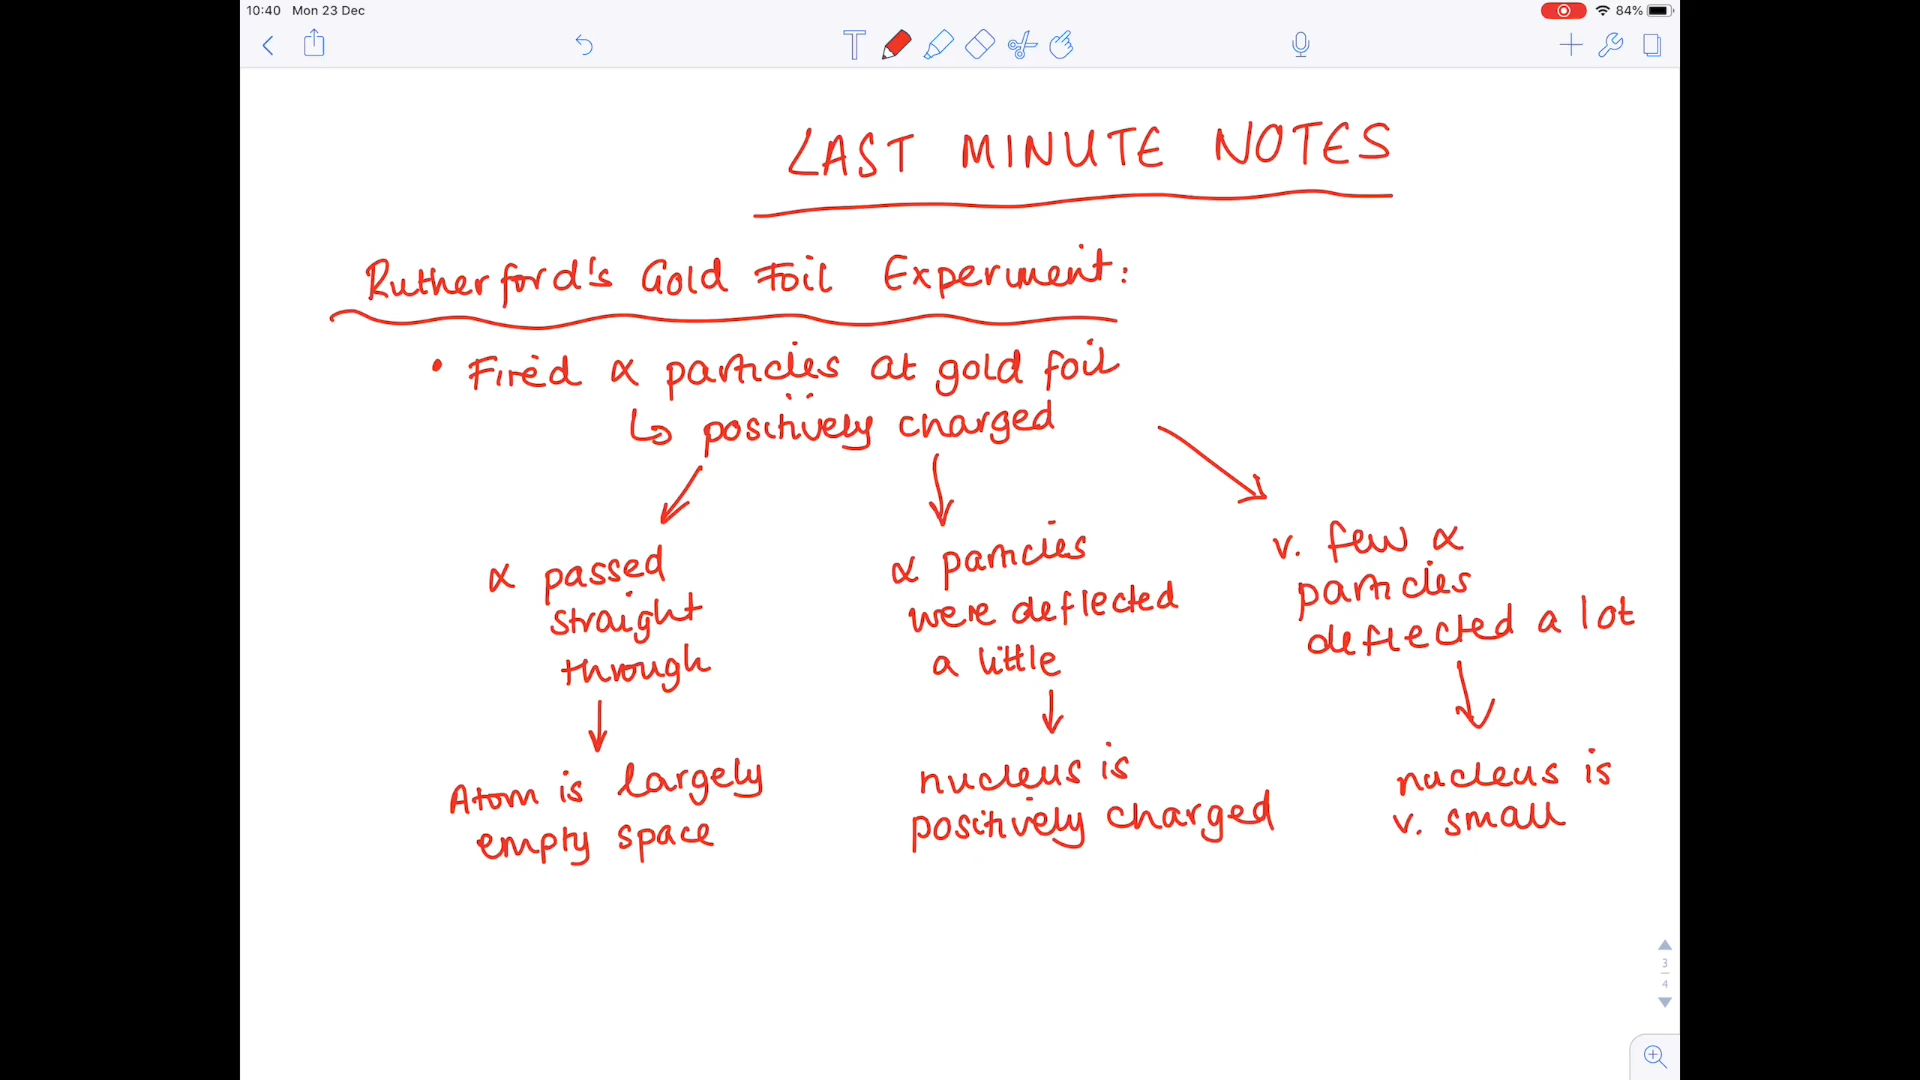 10:40 Mon 23 Dec
84%
LAST MINUTE NOTES
Rutherford's Gold Foil Experiment:
• Fired α particles at gold foil
↳ positively charged
α passed
straight
through
Atom is largely
empty space
α particles
were deflected
a little
nucleus is
positively charged
v. few α
particles
deflected a lot
nucleus is
v. small
3
4